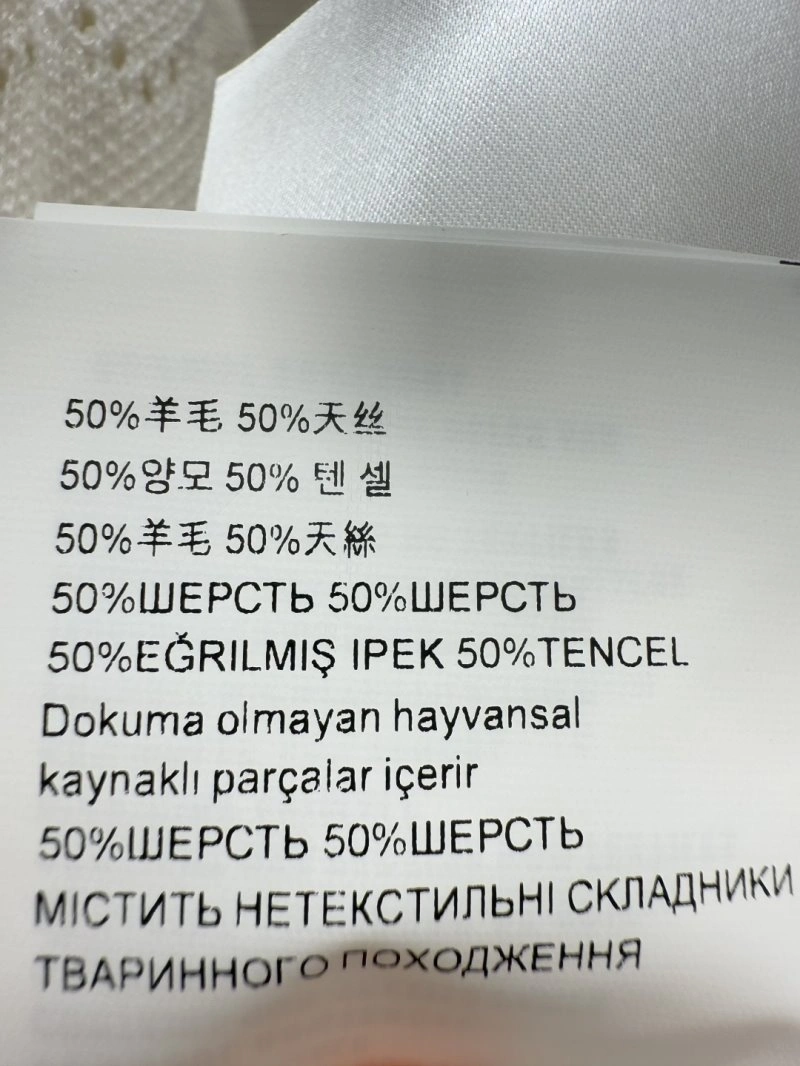 50%羊毛 50%天丝
50%양모 50% 텐 셀
50%羊毛 50%天絲
50%ШЕРСТЬ 50%ШЕРСТЬ
50%EĞRILMIŞ IPEK 50%TENCEL
Dokuma olmayan hayvansal
kaynaklı parçalar içerir
50%ШЕРСТЬ 50%ШЕРСТЬ
МІСТИТЬ НЕТЕКСТИЛЬНІ СКЛАДНИКИ
ТВАРИННОГО ПОХОДЖЕННЯ